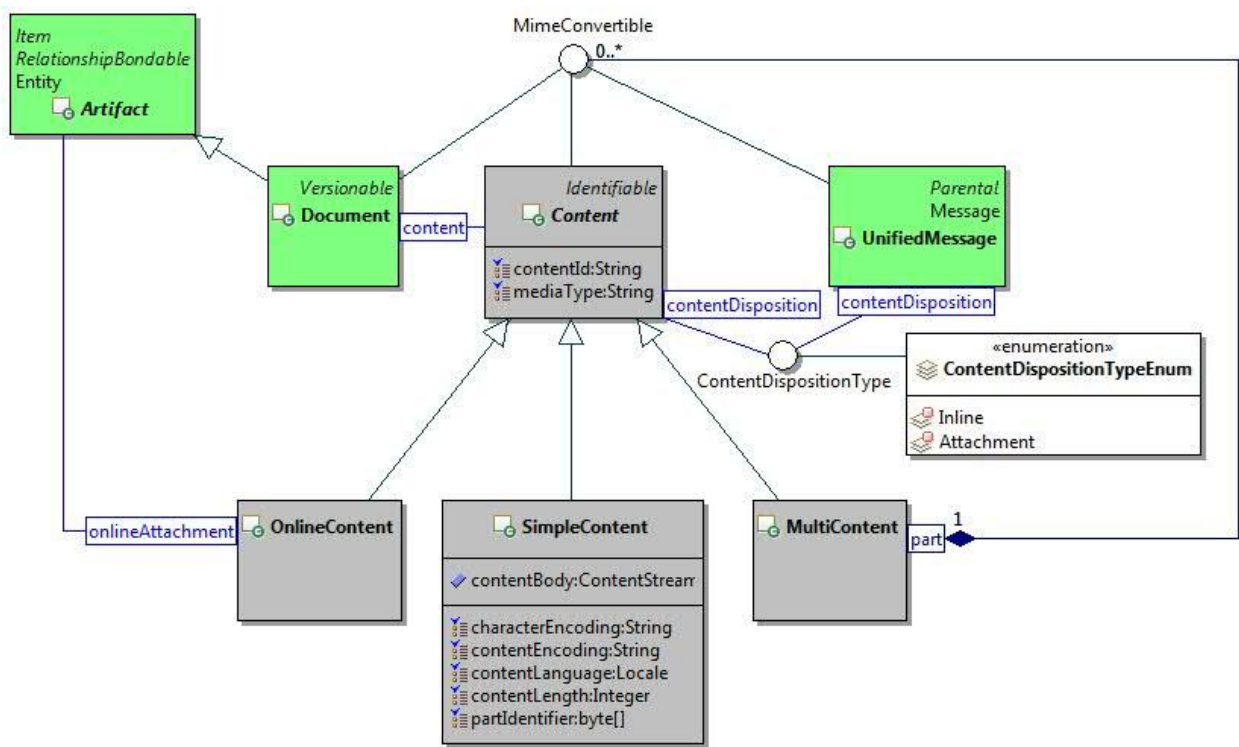 MimeConvertible
0..*
Item
RelationshipBondable
Entity
Artifact
Versionable
Document
content
Identifiable
Content
contentId:String
mediaType:String
Parental
Message
UnifiedMessage
contentDisposition
contentDisposition
ContentDispositionType
«enumeration»
ContentDispositionTypeEnum
Inline
Attachment
onlineAttachment
OnlineContent
SimpleContent
contentBody:ContentStream
characterEncoding:String
contentEncoding:String
contentLanguage:Locale
contentLength:Integer
partIdentifier:byte[]
MultiContent
part
1